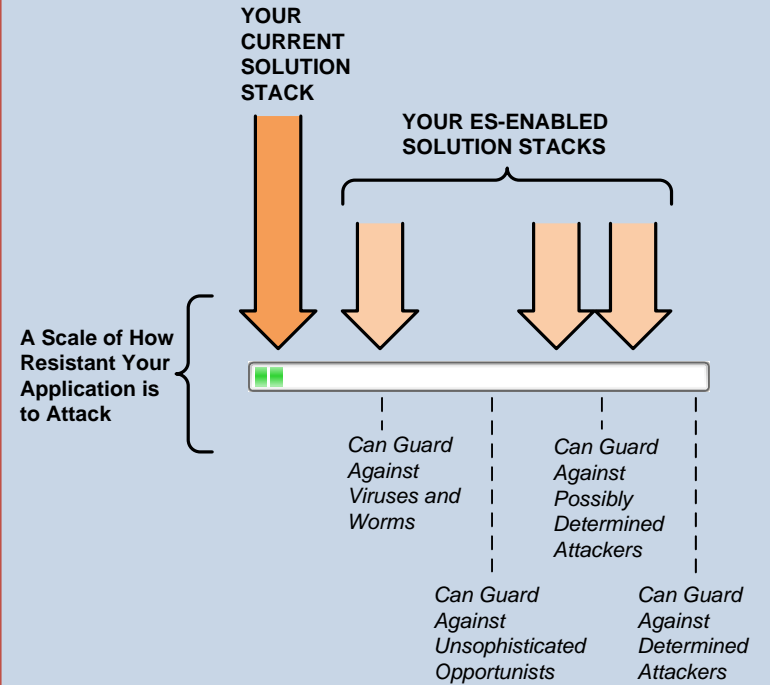 YOUR
CURRENT
SOLUTION
STACK
YOUR ES-ENABLED
SOLUTION STACKS
A Scale of How
Resistant Your
Application is
to Attack
Can Guard
Against
Viruses and
Worms
Can Guard
Against
Possibly
Determined
Attackers
Can Guard
Against
Unsophisticated
Opportunists
Can Guard
Against
Determined
Attackers